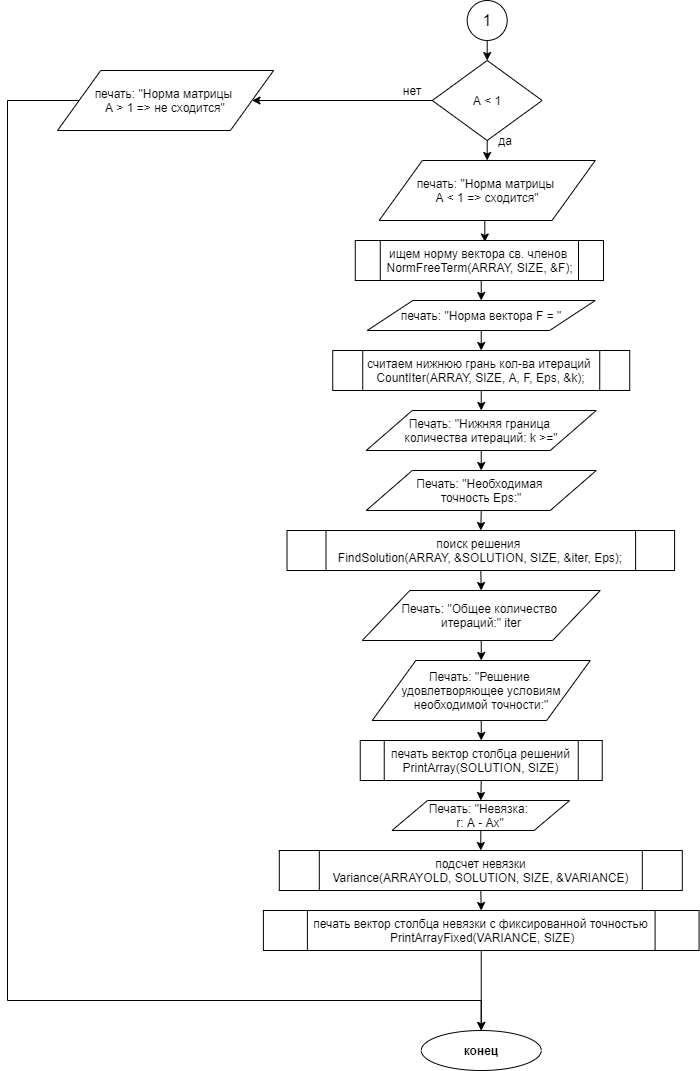 1
A < 1
нет
печать: "Норма матрицы
A > 1 => не сходится"
да
печать: "Норма матрицы
A < 1 => сходится"
ищем норму вектора св. членов
NormFreeTerm(ARRAY, SIZE, &F);
печать: "Норма вектора F = "
считаем нижнюю грань кол-ва итераций
CountIter(ARRAY, SIZE, A, F, Eps, &k);
Печать: "Нижняя граница
количества итераций: k >="
Печать: "Необходимая
точность Eps:"
поиск решения
FindSolution(ARRAY, &SOLUTION, SIZE, &iter, Eps);
Печать: "Общее количество
итераций:" iter
Печать: "Решение
удовлетворяющее условиям
необходимой точности:"
печать вектор столбца решений
PrintArray(SOLUTION, SIZE)
Печать: "Невязка:
r: A - Ax"
подсчет невязки
Variance(ARRAYOLD, SOLUTION, SIZE, &VARIANCE)
печать вектор столбца невязки с фиксированной точностью
PrintArrayFixed(VARIANCE, SIZE)
конец